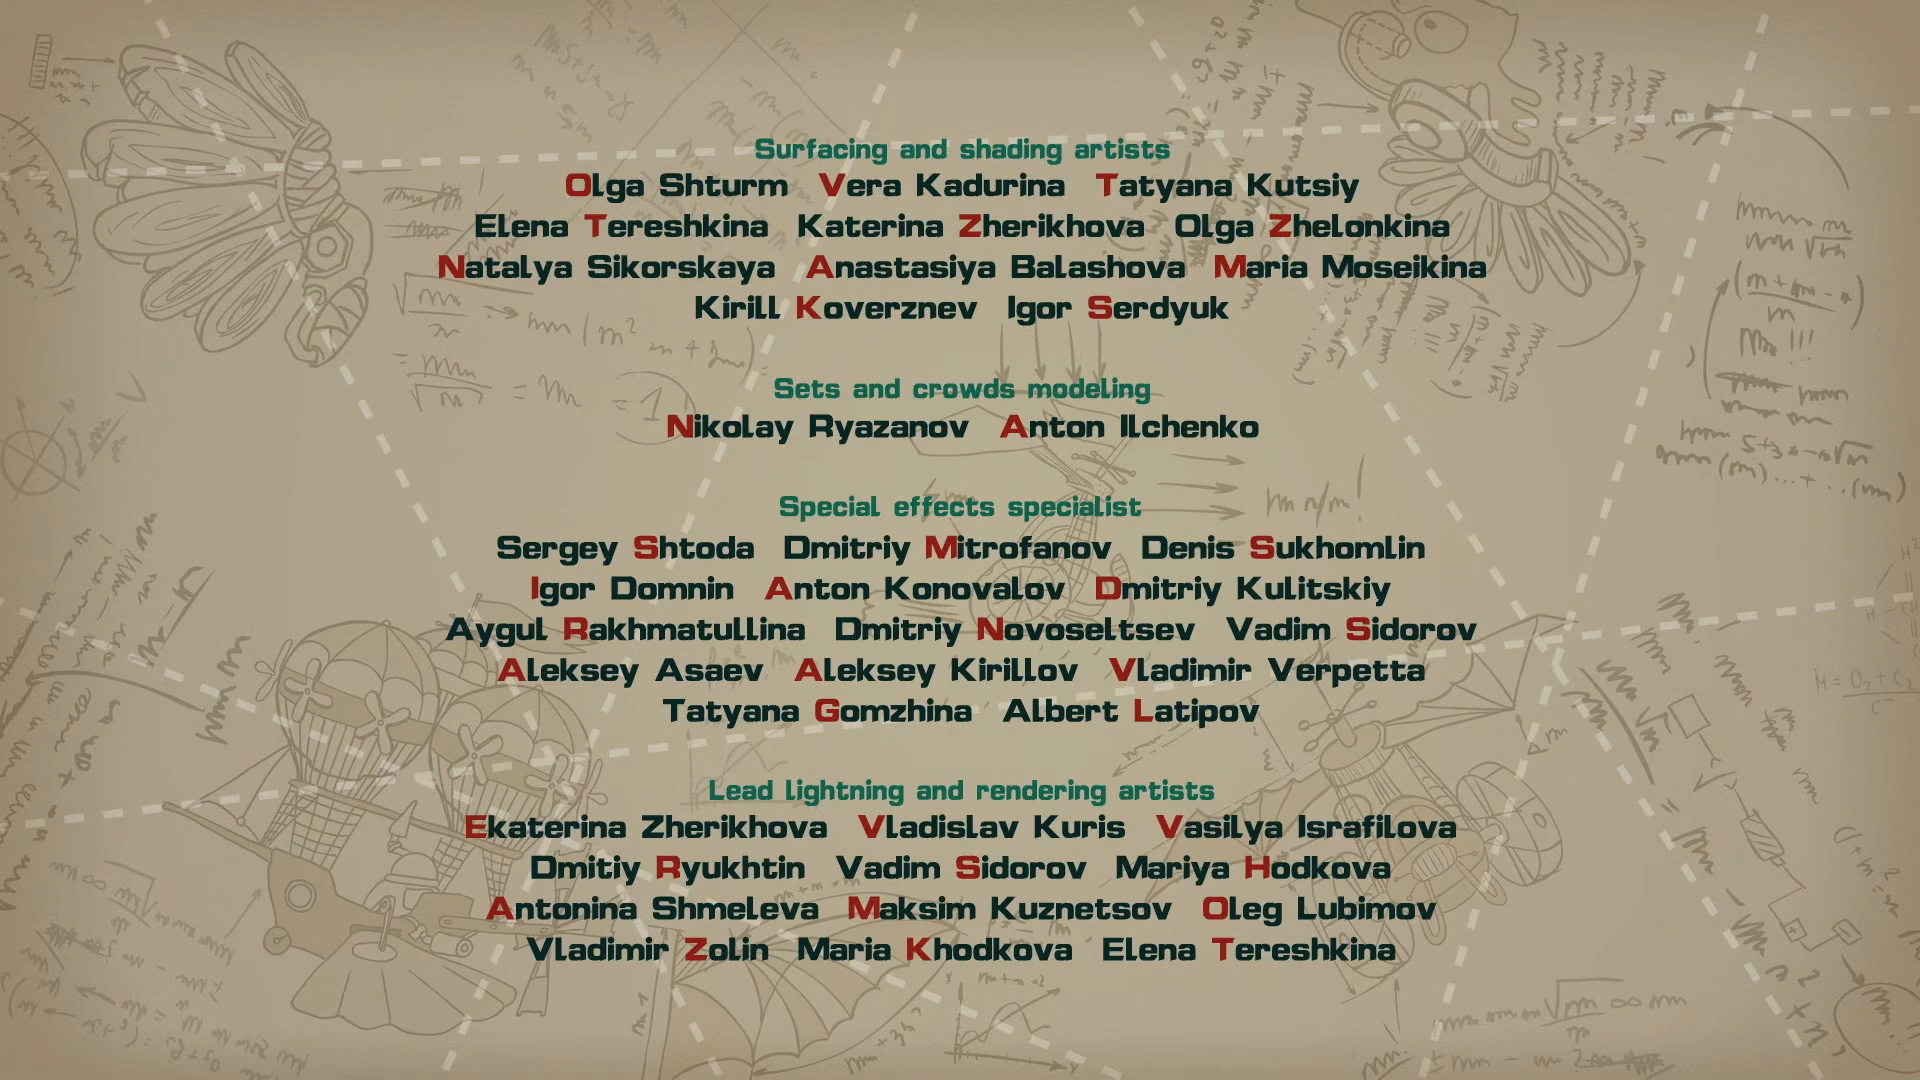 Surfacing and shading artists
Olga Shturm Vera Kadurina Tatyana Kutsiy
Elena Tereshkina Katerina Zherikhova Olga Zhelonkina
Natalya Sikorskaya Anastasiya Balashova Maria Moseikina
Kirill Koverznev Igor Serdyuk
Sets and crowds modeling
Nikolay Ryazanov Anton Ilchenko
Special effects specialist
Sergey Shtoda Dmitriy Mitrofanov Denis Sukhomlin
Igor Domnin Anton Konovalov Dmitriy Kulitskiy
Aygul Rakhmatullina Dmitriy Novoseltsev Vadim Sidorov
Aleksey Asaev Aleksey Kirillov Vladimir Verpetta
Tatyana Gomzhina Albert Latipov
Lead lightning and rendering artists
Ekaterina Zherikhova Vladislav Kuris Vasilya Israfilova
Dmitiy Ryukhtin Vadim Sidorov Mariya Hodkova
Antonina Shmeleva Maksim Kuznetsov Oleg Lubimov
Vladimir Zolin Maria Khodkova Elena Tereshkina